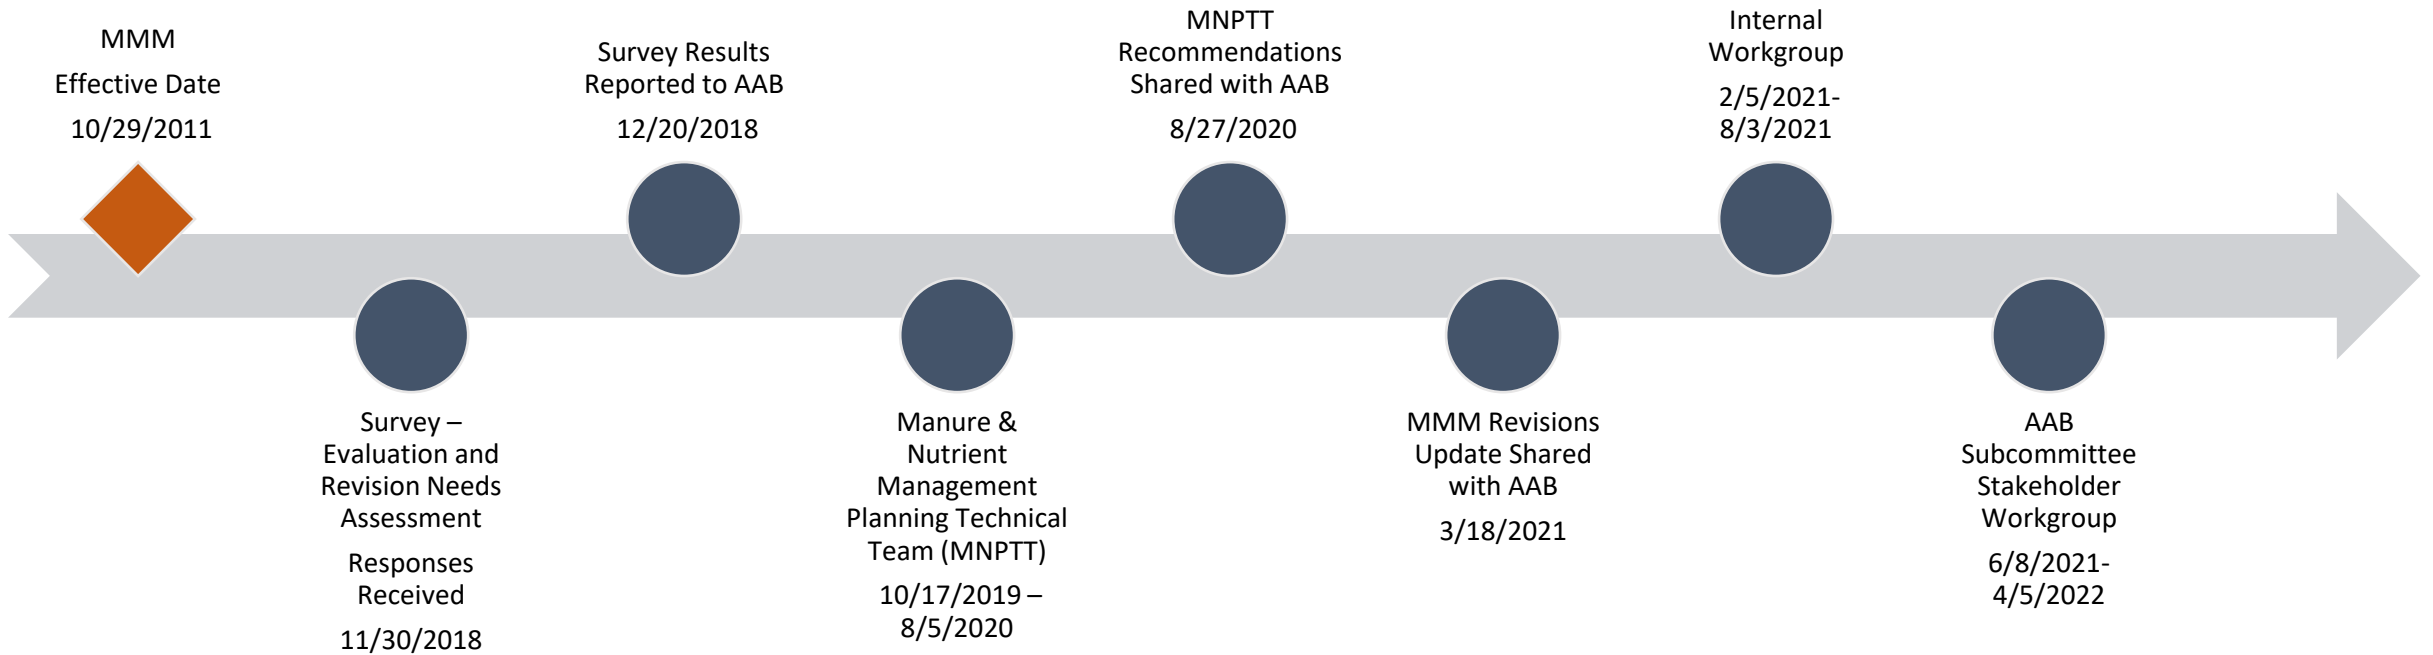 MMM
Effective Date
10/29/2011
Survey –
Evaluation and
Revision Needs
Assessment
Responses
Received
11/30/2018
Survey Results
Reported to AAB
12/20/2018
Manure &
Nutrient
Management
Planning Technical
Team (MNPTT)
10/17/2019 –
8/5/2020
MNPTT
Recommendations
Shared with AAB
8/27/2020
MMM Revisions
Update Shared
with AAB
3/18/2021
Internal
Workgroup
2/5/2021-
8/3/2021
AAB
Subcommittee
Stakeholder
Workgroup
6/8/2021-
4/5/2022